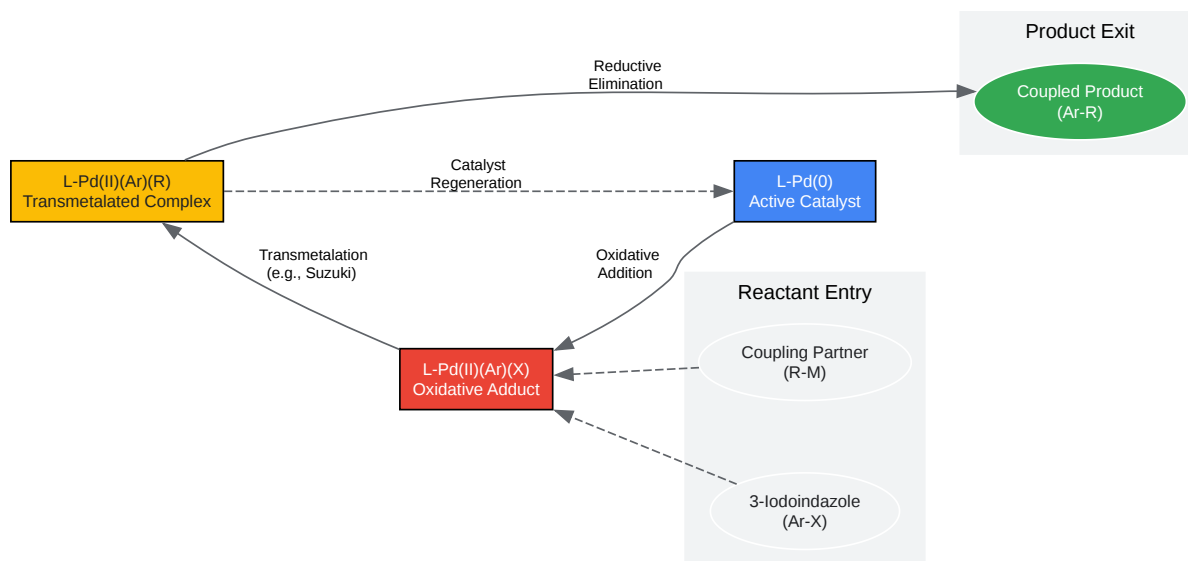 Product Exit
Reductive
Elimination
Coupled Product
(Ar-R)
L-Pd(II)(Ar)(R)
Transmetalated Complex
Catalyst
Regeneration
L-Pd(0)
Active Catalyst
Transmetalation
(e.g., Suzuki)
Oxidative
Addition
Reactant Entry
L-Pd(II)(Ar)(X)
Oxidative Adduct
Coupling Partner
(R-M)
3-Iodoindazole
(Ar-X)